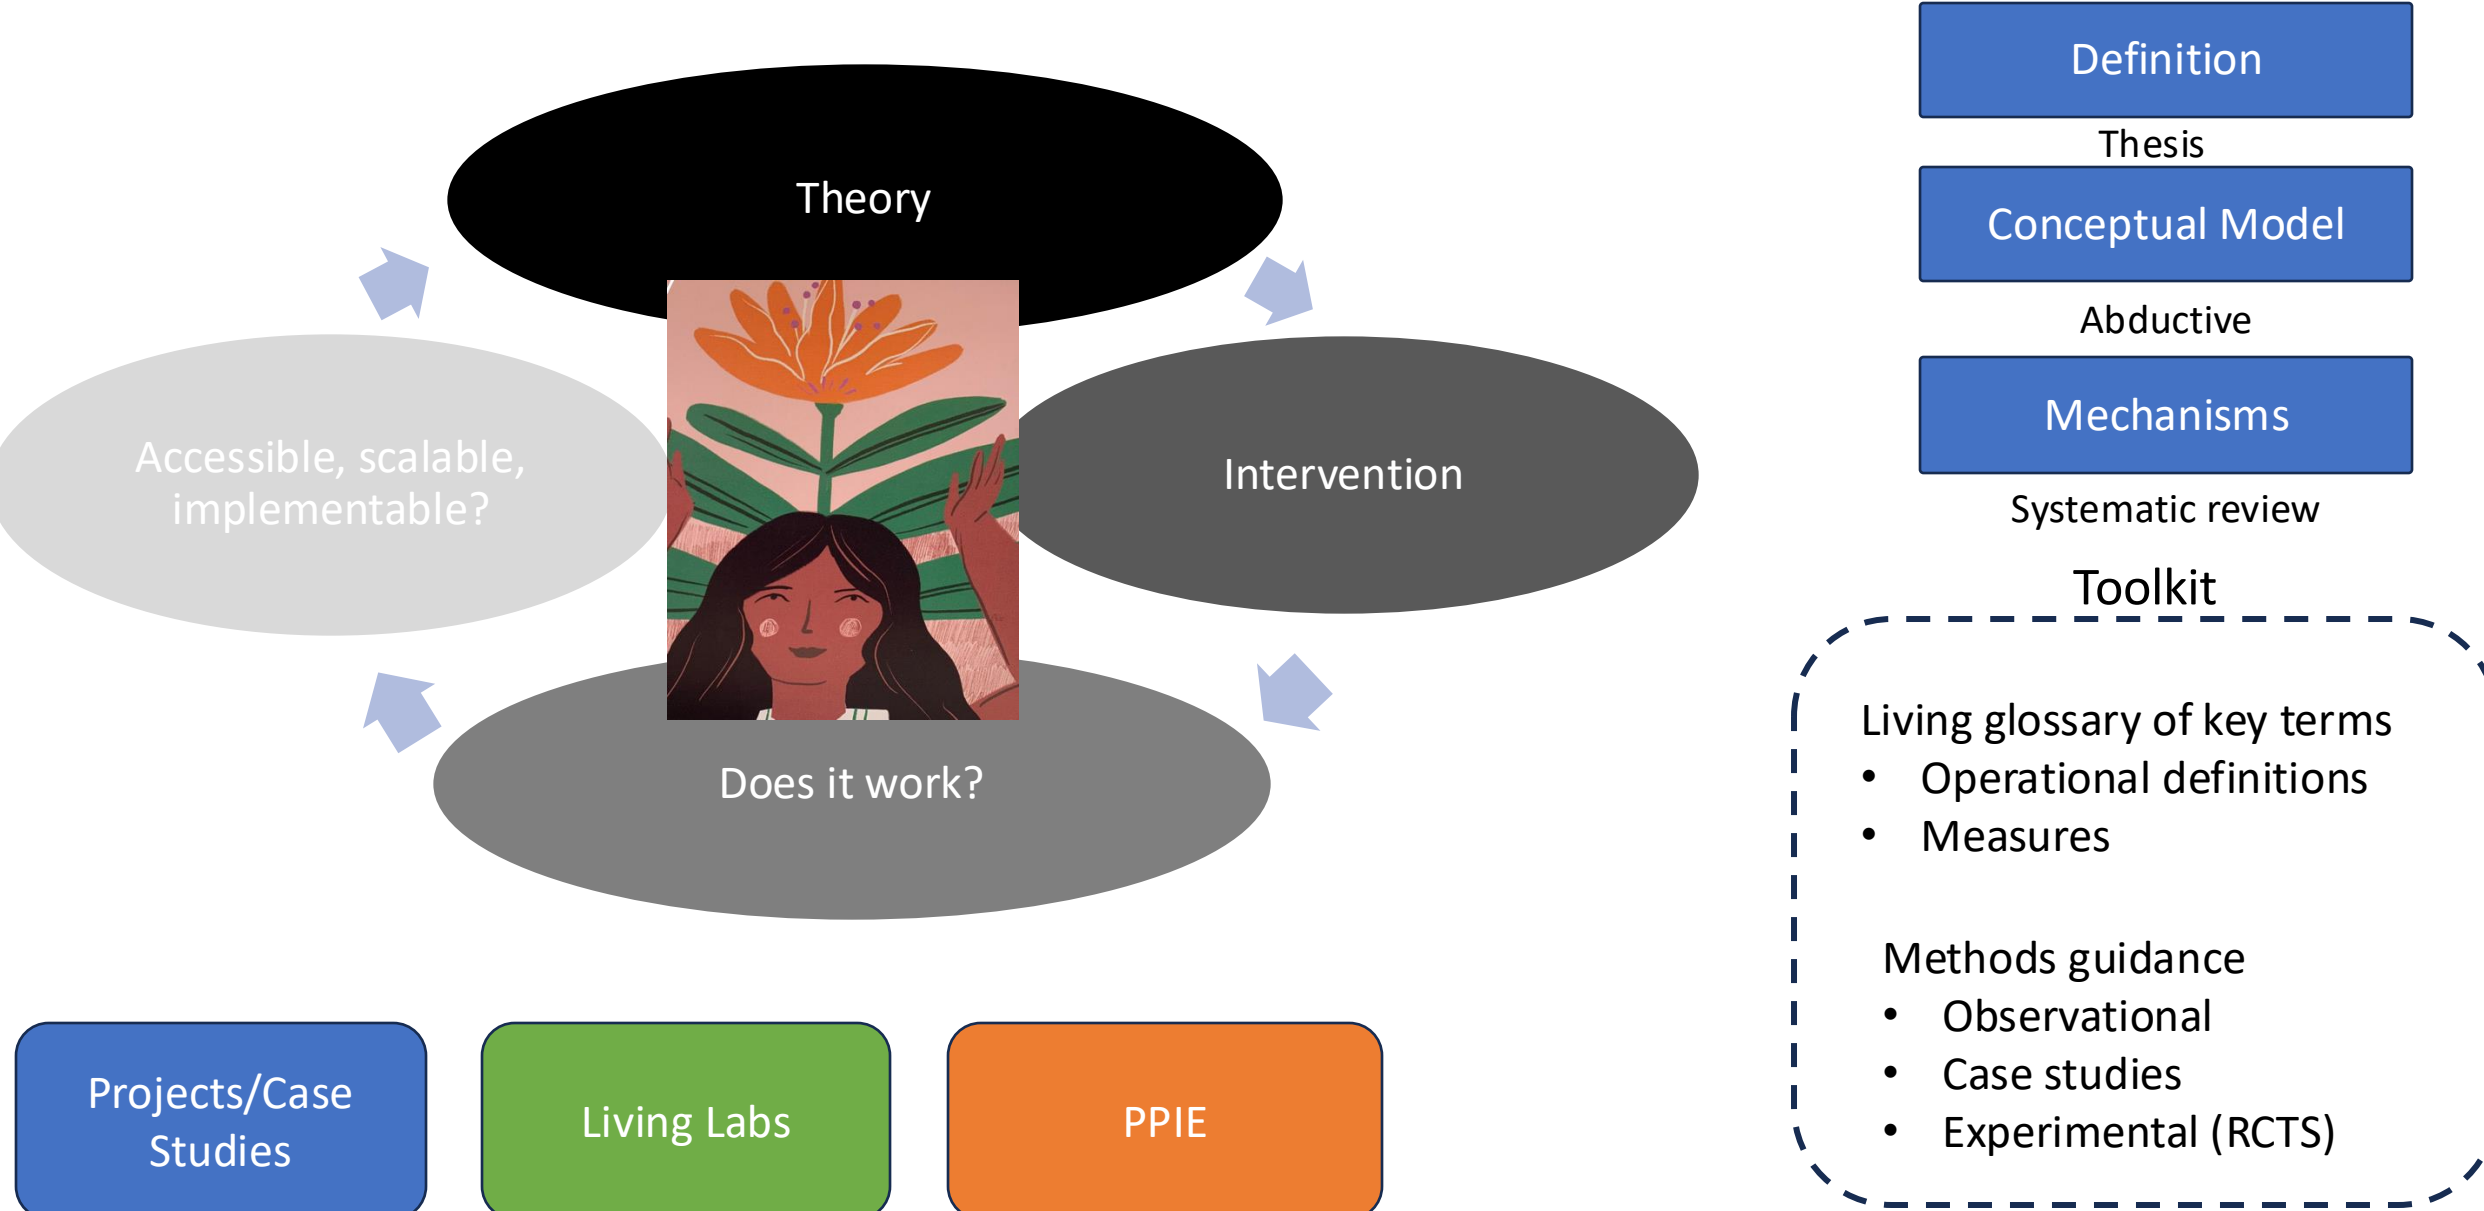 Theory
Intervention
Does it work?
Accessible, scalable,
implementable?
Projects/Case
Studies
Living Labs
PPIE
Definition
Thesis
Conceptual Model
Abductive
Mechanisms
Systematic review
Toolkit
Living glossary of key terms
• Operational definitions
• Measures
Methods guidance
• Observational
• Case studies
• Experimental (RCTS)